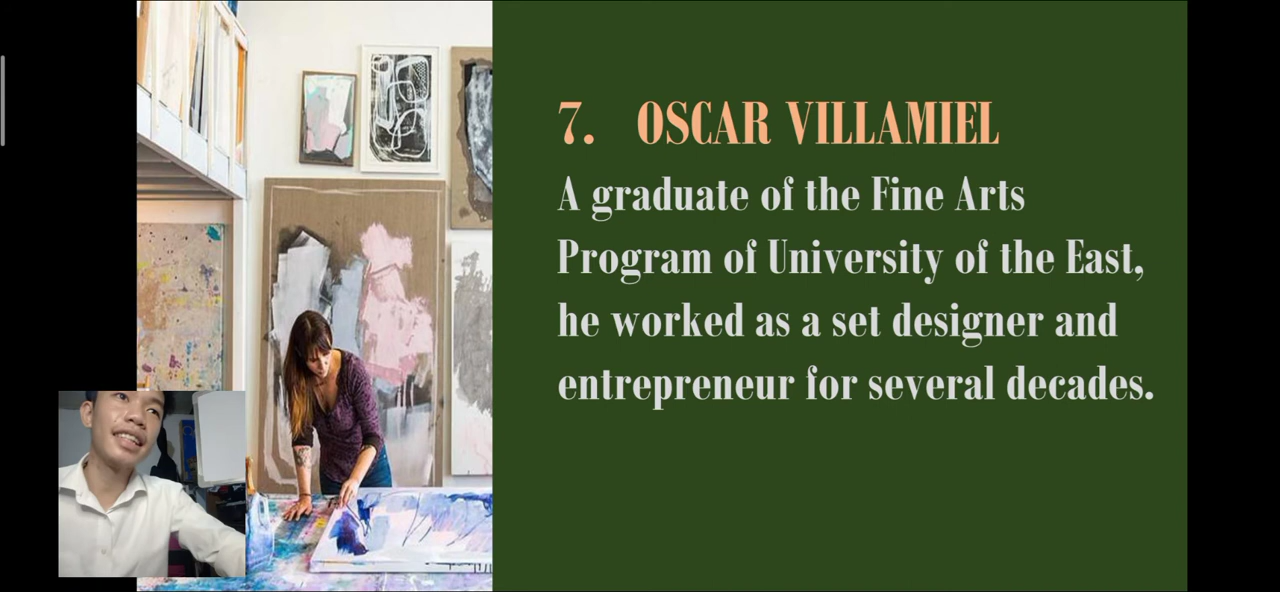 7. OSCAR VILLAMIEL
A graduate of the Fine Arts
Program of University of the East,
he worked as a set designer and
entrepreneur for several decades.